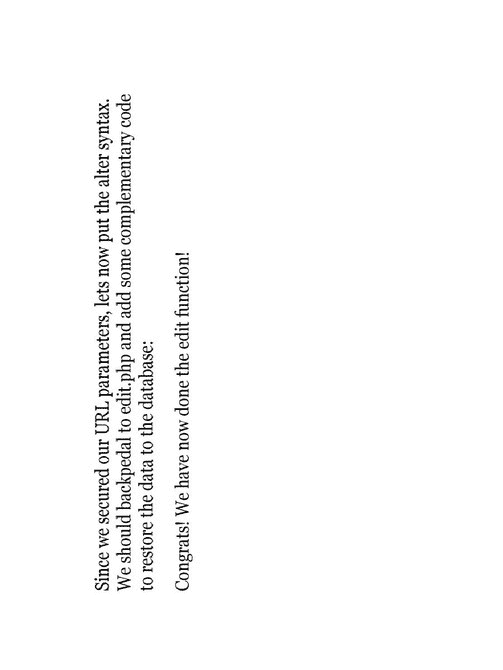 Since we secured our URL parameters, lets now put the alter syntax.
We should backpedal to edit.php and add some complementary code
to restore the data to the database:
Congrats! We have now done the edit function!